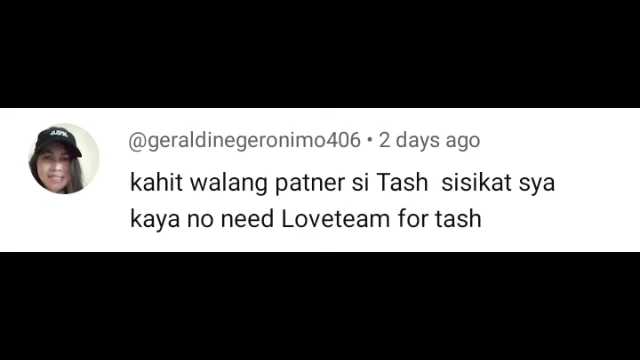 @geraldinegeronimo406 • 2 days ago
kahit walang patner si Tash sisikat sya
kaya no need Loveteam for tash